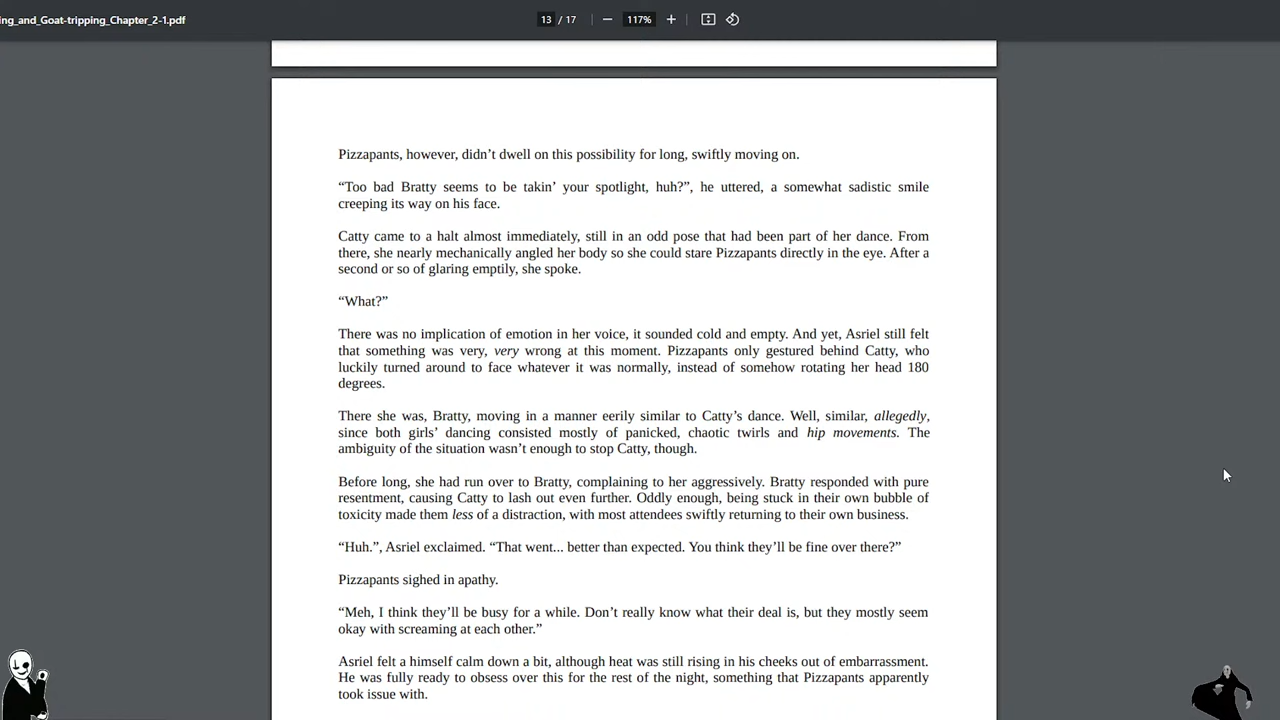 ing_and_Goat-tripping_Chapter_2-1.pdf
13 / 17
117%
Pizzapants, however, didn’t dwell on this possibility for long, swiftly moving on.
“Too bad Bratty seems to be takin’ your spotlight, huh?”, he uttered, a somewhat sadistic smile
creeping its way on his face.
Catty came to a halt almost immediately, still in an odd pose that had been part of her dance. From
there, she nearly mechanically angled her body so she could stare Pizzapants directly in the eye. After a
second or so of glaring emptily, she spoke.
“What?”
There was no implication of emotion in her voice, it sounded cold and empty. And yet, Asriel still felt
that something was very, very wrong at this moment. Pizzapants only gestured behind Catty, who
luckily turned around to face whatever it was normally, instead of somehow rotating her head 180
degrees.
There she was, Bratty, moving in a manner eerily similar to Catty’s dance. Well, similar, allegedly,
since both girls’ dancing consisted mostly of panicked, chaotic twirls and hip movements. The
ambiguity of the situation wasn’t enough to stop Catty, though.
Before long, she had run over to Bratty, complaining to her aggressively. Bratty responded with pure
resentment, causing Catty to lash out even further. Oddly enough, being stuck in their own bubble of
toxicity made them less of a distraction, with most attendees swiftly returning to their own business.
“Huh.”, Asriel exclaimed. “That went... better than expected. You think they’ll be fine over there?”
Pizzapants sighed in apathy.
“Meh, I think they’ll be busy for a while. Don’t really know what their deal is, but they mostly seem
okay with screaming at each other.”
Asriel felt a himself calm down a bit, although heat was still rising in his cheeks out of embarrassment.
He was fully ready to obsess over this for the rest of the night, something that Pizzapants apparently
took issue with.